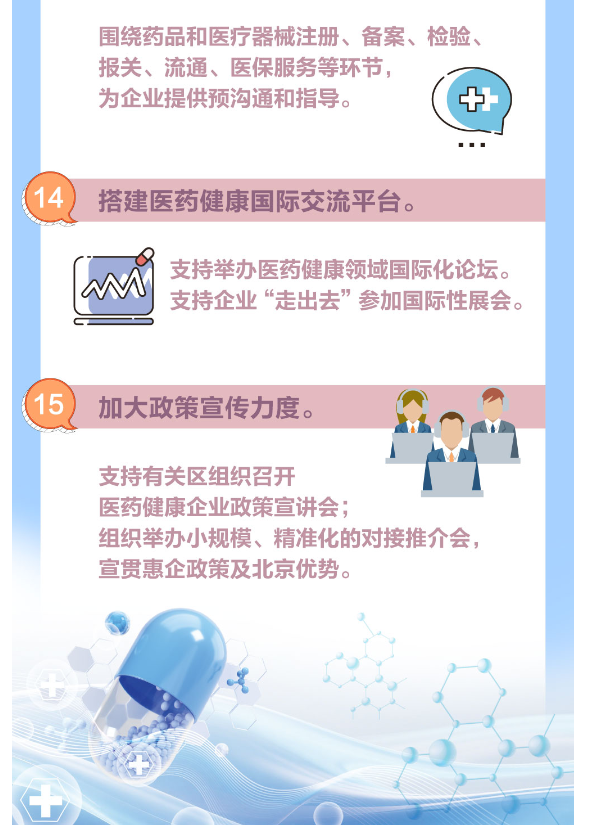 围绕药品和医疗器械注册、备案、检验、
报关、流通、医保服务等环节，
为企业提供预沟通和指导。
14 搭建医药健康国际交流平台。
支持举办医药健康领域国际化论坛。
支持企业“走出去”参加国际性展会。
15 加大政策宣传力度。
支持有关区组织召开
医药健康企业政策宣讲会；
组织举办小规模、精准化的对接推介会，
宣贯惠企政策及北京优势。